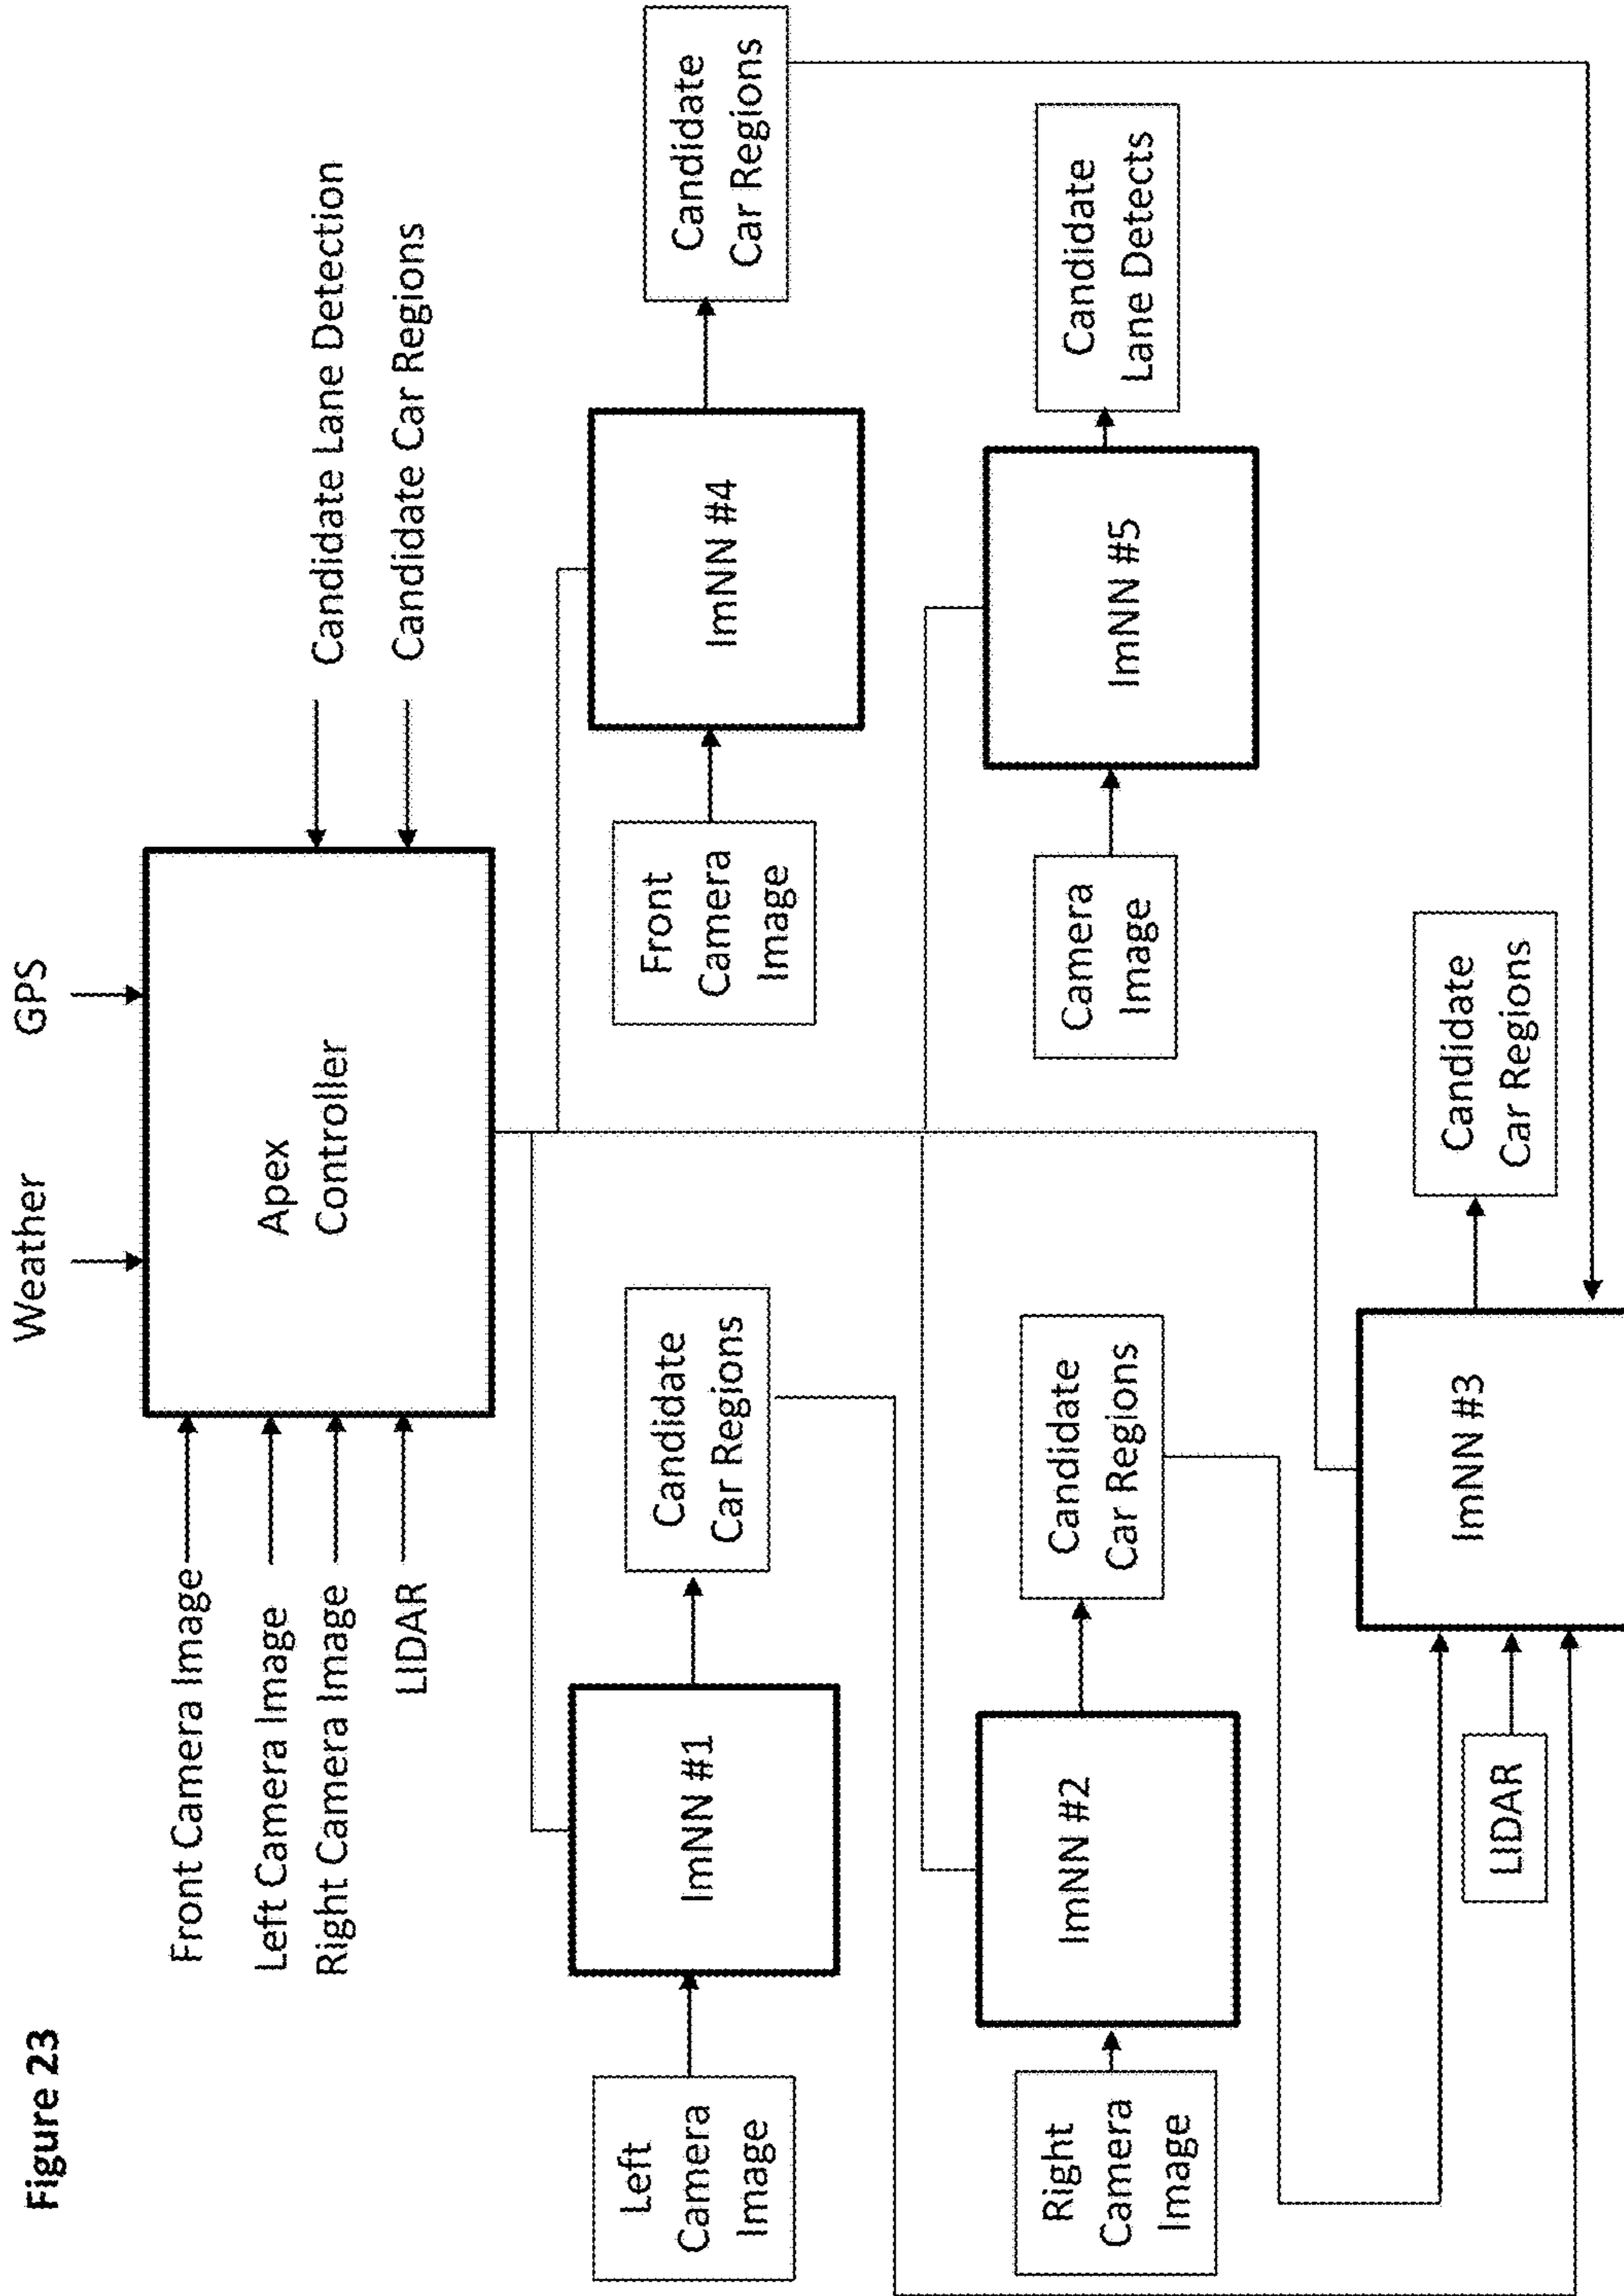 Figure 23
Weather
GPS
Front Camera Image
Left Camera Image
Right Camera Image
LIDAR
Apex
Controller
Candidate Lane Detection
Candidate Car Regions
Left
Camera
Image
ImNN #1
Candidate
Car Regions
Front
Camera
Image
ImNN #4
Candidate
Car Regions
Right
Camera
Image
ImNN #2
Candidate
Car Regions
Camera
Image
ImNN #5
Candidate
Lane Detects
LIDAR
ImNN #3
Candidate
Car Regions